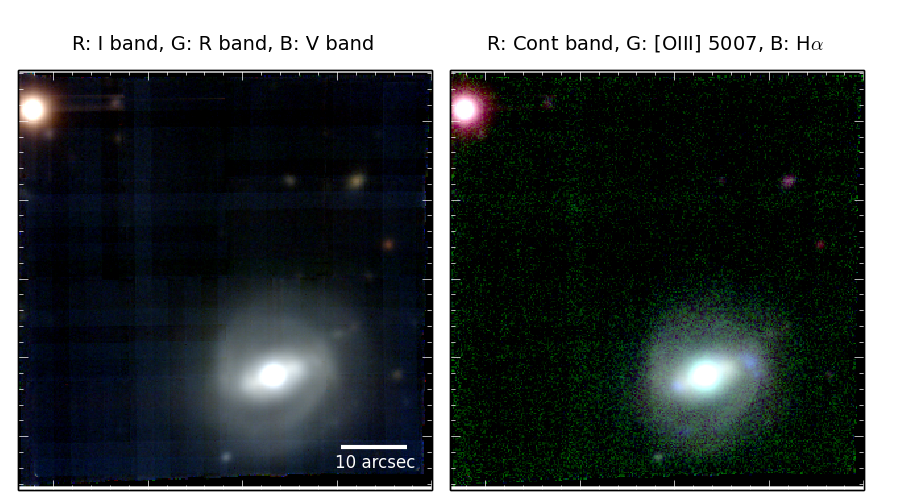 R: I band, G: R band, B: V band
R: Cont band, G: [OIII] 5007, B: Hα
10 arcsec